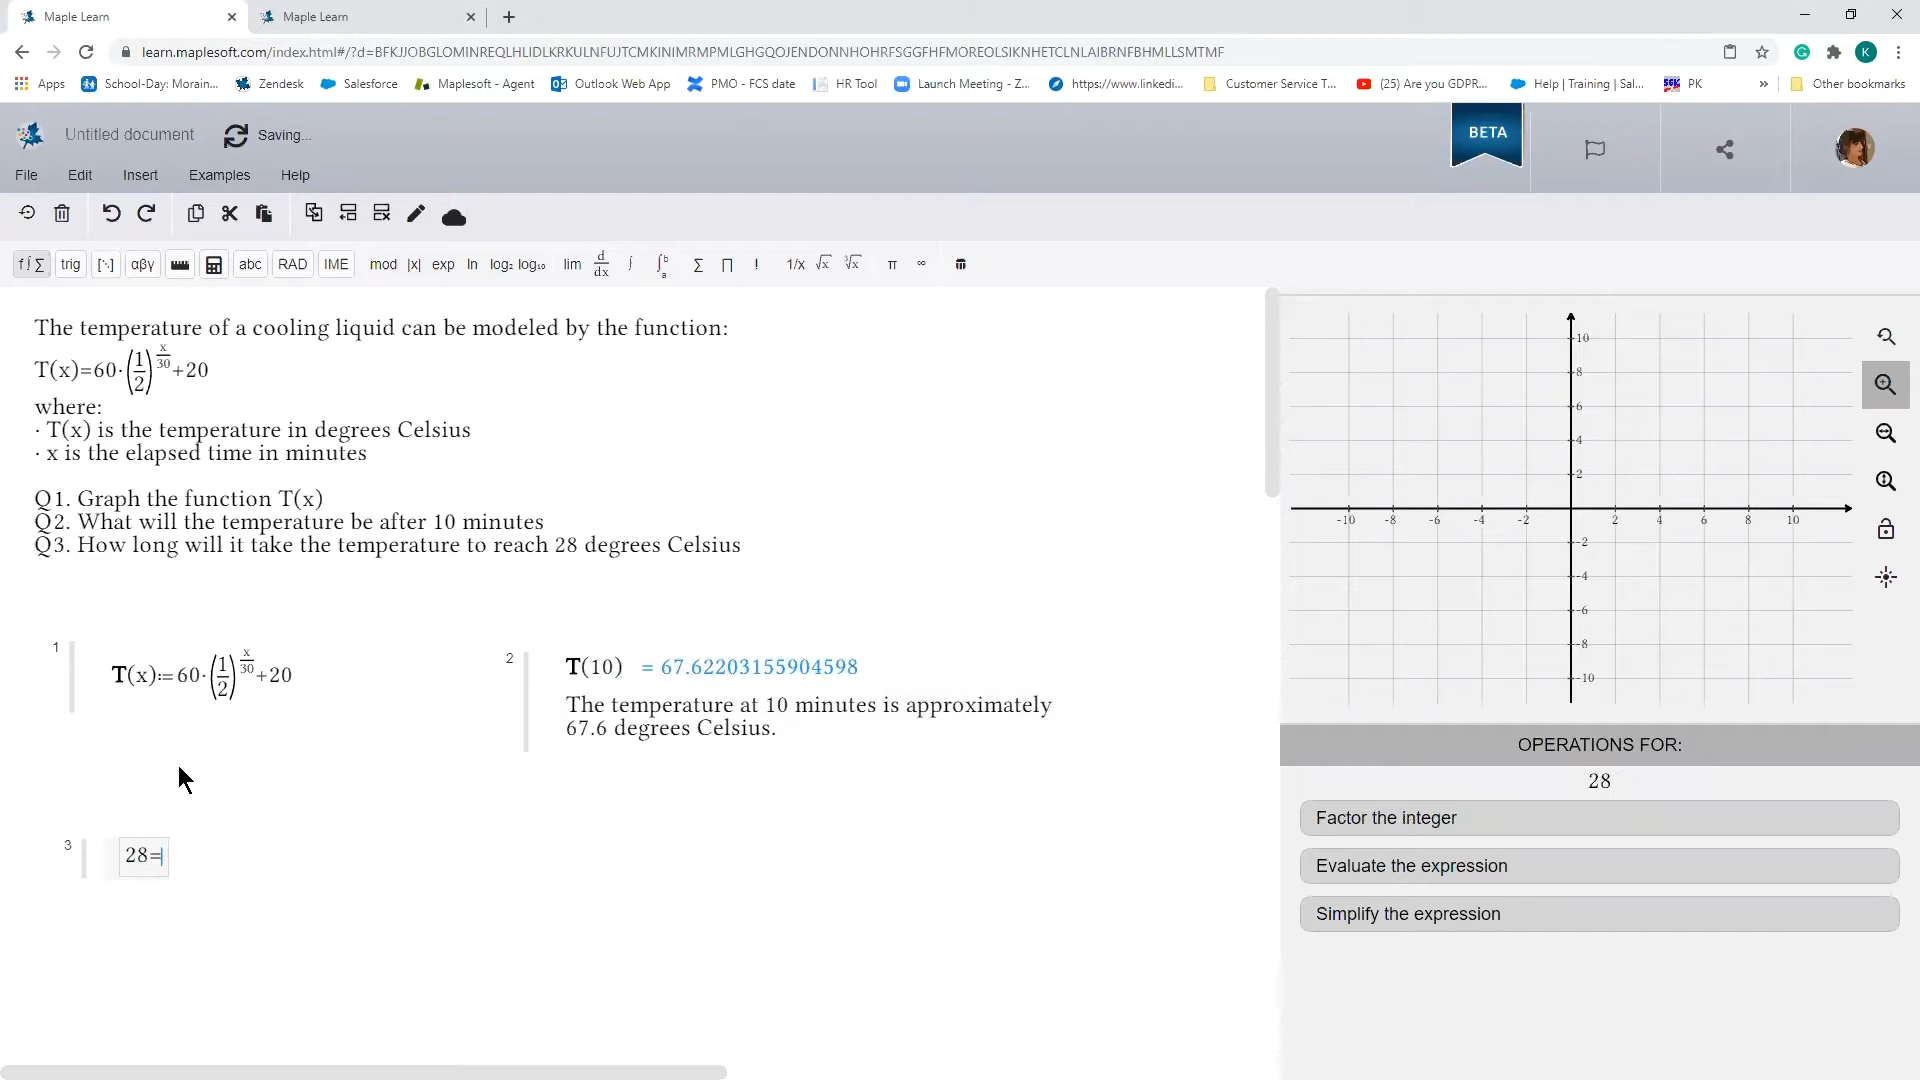 Maple Learn
Maple Learn
learn.maplesoft.com/index.html#/?d=BFKJJOBGLOMINREQLHLIDLKRKULNFUJTCMKINIMRMPMLGHGQOJENDONNHOHRFSGGFHFMOREOLSIKNHETCLNLAIBRNFBHMLLSMTMF
K
Apps School-Day: Morain... Zendesk Salesforce Maplesoft - Agent Outlook Web App PMO - FCS date HR Tool Launch Meeting - Z... https://www.linkedi... Customer Service T... (25) Are you GDPR... Help | Training | Sal... PK » Other bookmarks
Untitled document Saving...
BETA
File Edit Insert Examples Help
f∫∑ trig [⋱] αβγ abc RAD IME mod |x| exp ln log₂ log₁₀ lim d/dx ∫ ∫ₐᵇ ∑ ∏ ! 1/x √x ∛x π ∞
The temperature of a cooling liquid can be modeled by the function:
T(x)=60·(1/2)^(x/30)+20
where:
· T(x) is the temperature in degrees Celsius
· x is the elapsed time in minutes
Q1. Graph the function T(x)
Q2. What will the temperature be after 10 minutes
Q3. How long will it take the temperature to reach 28 degrees Celsius
1
T(x):=60·(1/2)^(x/30)+20
2
T(10) = 67.62203155904598
The temperature at 10 minutes is approximately
67.6 degrees Celsius.
3
28=
10
8
6
4
2
-10 -8 -6 -4 -2 2 4 6 8 10
-2
-4
-6
-8
-10
OPERATIONS FOR:
28
Factor the integer
Evaluate the expression
Simplify the expression